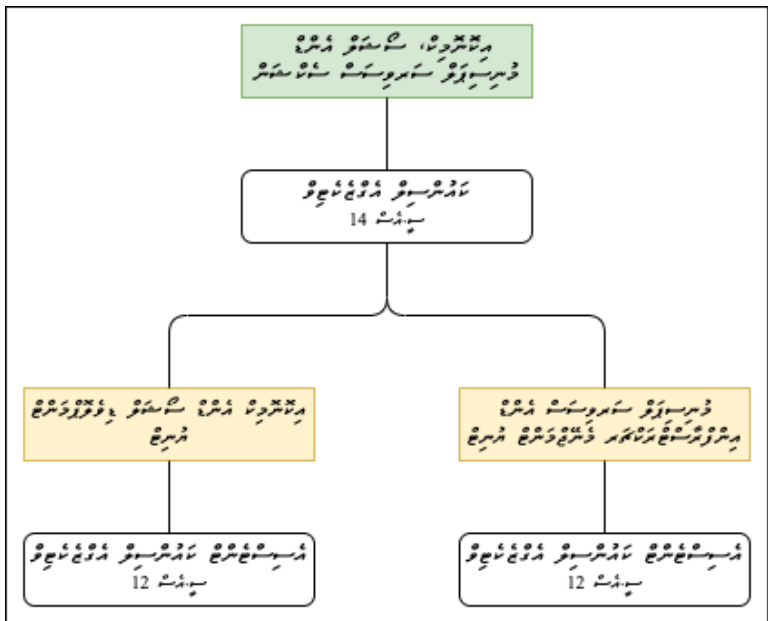 އިކޮނޮމިކް، ސޯޝަލް އެންޑް
މުނިސިޕަލް ސަރވިސަސް ސެކްޝަން
ކައުންސިލް އެގްޒެކެޓިވް
ސީ.އެސް 14
މުނިސިޕަލް ސަރވިސަސް އެންޑް
އިންފްރާސްޓްރަކްޗަރ މެނޭޖްމަންޓް ޔުނިޓް
އިކޮނޮމިކް އެންޑް ސޯޝަލް ޑިވެލޮޕްމަންޓް
ޔުނިޓް
އެސިސްޓެންޓް ކައުންސިލް އެގްޒެކެޓިވް
ސީ.އެސް 12
އެސިސްޓެންޓް ކައުންސިލް އެގްޒެކެޓިވް
ސީ.އެސް 12